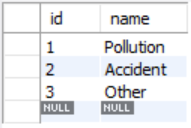 id name
1 Pollution
2 Accident
3 Other
NULL NULL